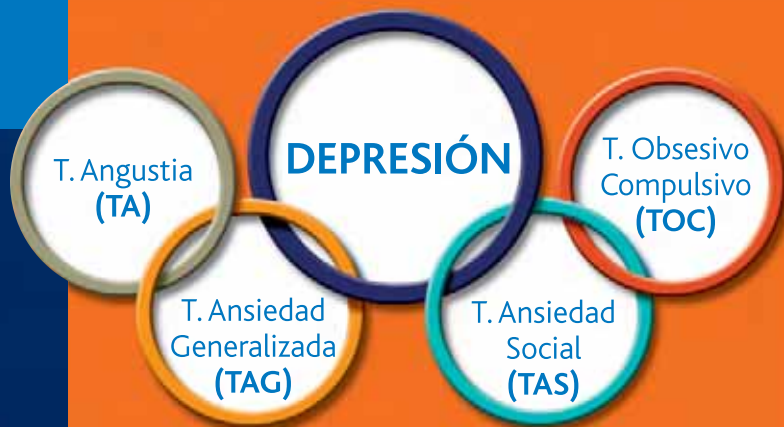 T. Angustia
(TA)
DEPRESIÓN
T. Obsesivo
Compulsivo
(TOC)
T. Ansiedad
Generalizada
(TAG)
T. Ansiedad
Social
(TAS)